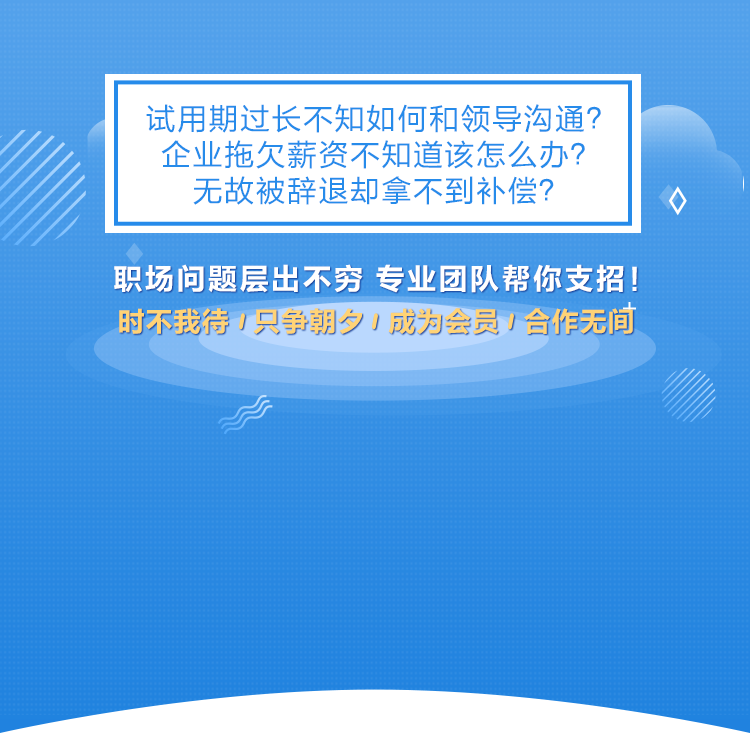 试用期过长不知如何和领导沟通?
企业拖欠薪资不知道该怎么办?
无故被辞退却拿不到补偿?
职场问题层出不穷 专业团队帮你支招!
时不我待 / 只争朝夕 / 成为会员 / 合作无间